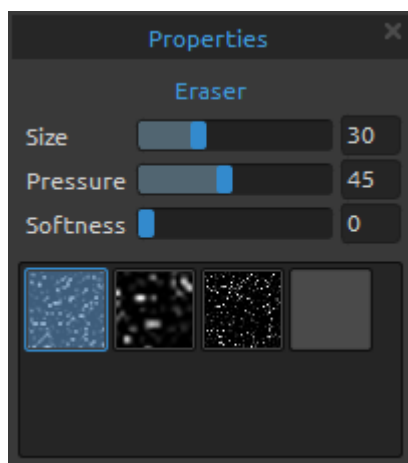 Properties
Eraser
Size 30
Pressure 45
Softness 0